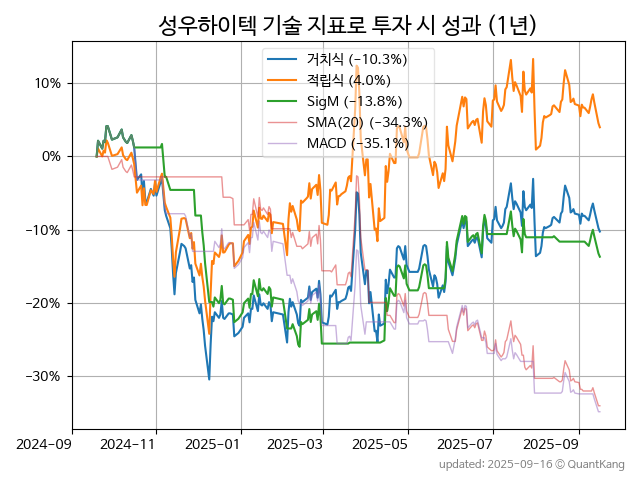 성우하이텍 기술 지표로 투자 시 성과 (1년)
거치식 (−10.3%)
적립식 (4.0%)
SigM (−13.8%)
SMA(20) (−34.3%)
MACD (−35.1%)
10%
0%
−10%
−20%
−30%
2024-09
2024-11
2025-01
2025-03
2025-05
2025-07
2025-09
updated: 2025-09-16 © QuantKang